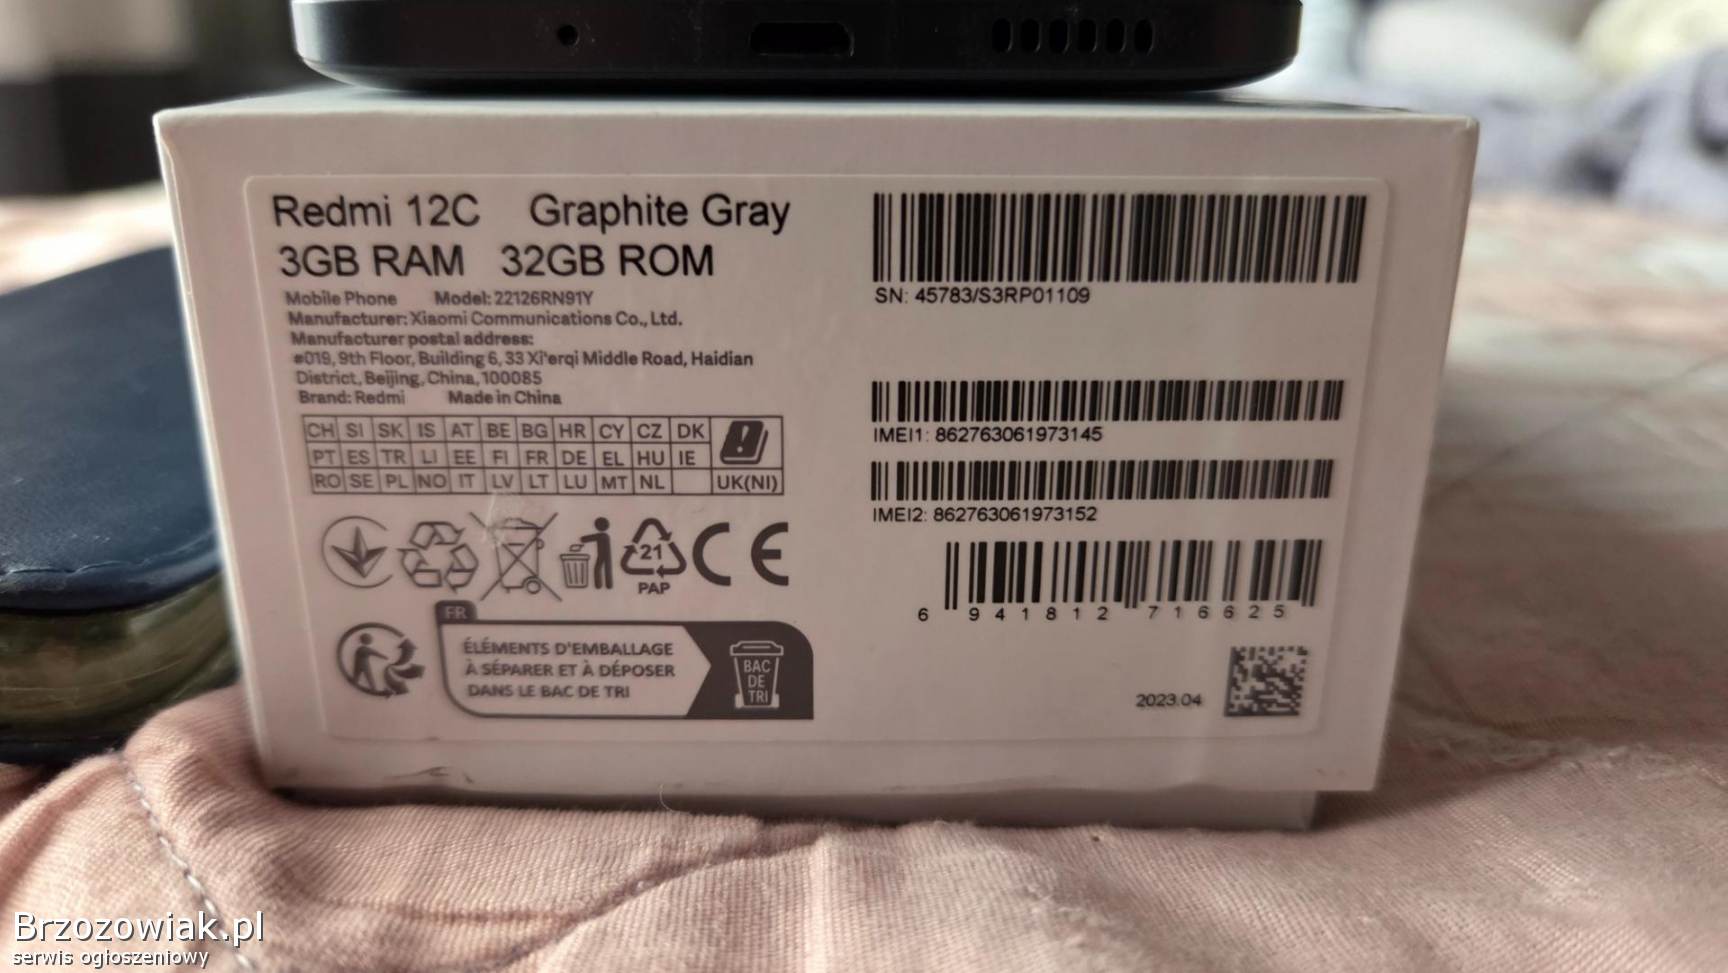 Redmi 12C Graphite Gray
3GB RAM 32GB ROM
Mobile Phone Model: 22126RN91Y
Manufacturer: Xiaomi Communications Co., Ltd.
Manufacturer postal address:
#019, 9th Floor, Building 6, 33 Xi'erqi Middle Road, Haidian
District, Beijing, China, 100085
Brand: Redmi Made in China
CH SI SK IS AT BE BG HR CY CZ DK
PT ES TR LI EE FI FR DE EL HU IE
RO SE PL NO IT LV LT LU MT NL UK(NI)
21
PAP
CE
FR
ÉLÉMENTS D'EMBALLAGE
À SÉPARER ET À DÉPOSER
DANS LE BAC DE TRI
BAC
DE
TRI
SN: 45783/S3RP01109
IMEI1: 862763061973145
IMEI2: 862763061973152
6 941812 716625
2023.04
Brzozowiak.pl
serwis ogłoszeniowy